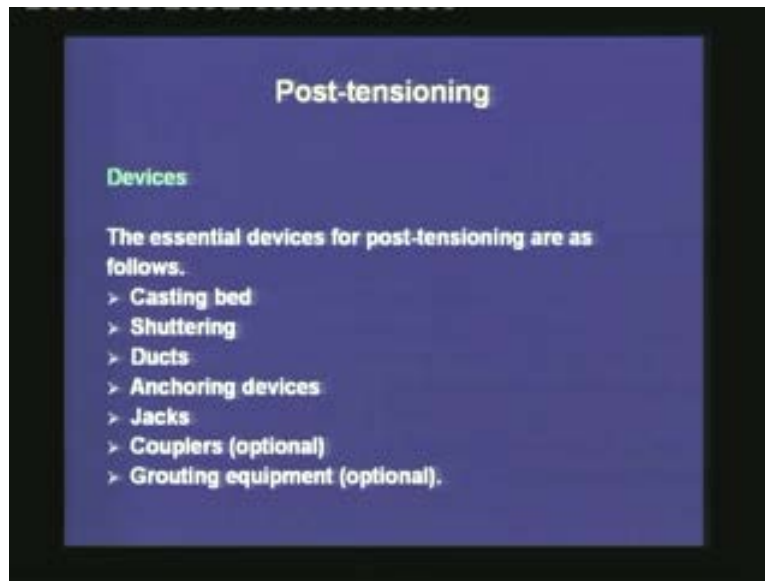 Post-tensioning
Devices
The essential devices for post-tensioning are as
follows.
➢ Casting bed
➢ Shuttering
➢ Ducts
➢ Anchoring devices
➢ Jacks
➢ Couplers (optional)
➢ Grouting equipment (optional).